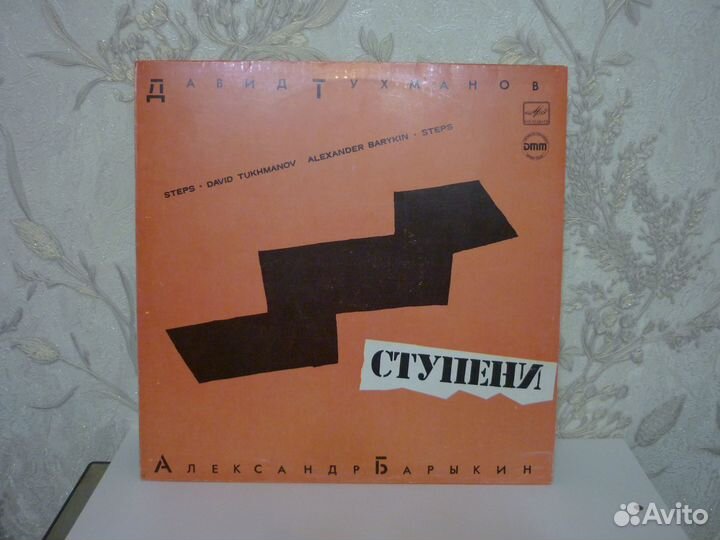 Давид Тухманов
STEPS · DAVID TUKHMANOV ALEXANDER BARYKIN · STEPS
DMM
СТУПЕНИ
Александр Барыкин
Avito